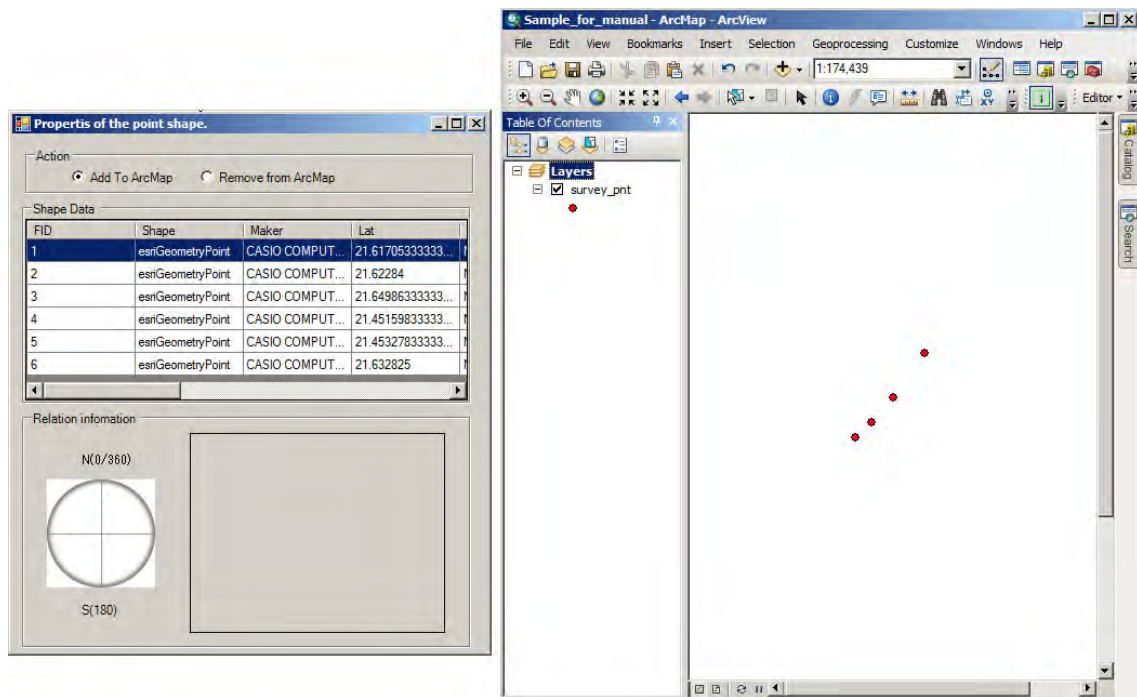 Propertis of the point shape.
Action
Add To ArcMap Remove from ArcMap
Shape Data
FID Shape Maker Lat
1 esriGeometryPoint CASIO COMPUT... 21.61705333333...
2 esriGeometryPoint CASIO COMPUT... 21.62284
3 esriGeometryPoint CASIO COMPUT... 21.64986333333...
4 esriGeometryPoint CASIO COMPUT... 21.45159833333...
5 esriGeometryPoint CASIO COMPUT... 21.45327833333...
6 esriGeometryPoint CASIO COMPUT... 21.632825
Relation infomation
N(0/360)
S(180)
Sample_for_manual - ArcMap - ArcView
File Edit View Bookmarks Insert Selection Geoprocessing Customize Windows Help
1:174,439
XY Editor
Table Of Contents
Layers
survey_pnt
Catalog
Search